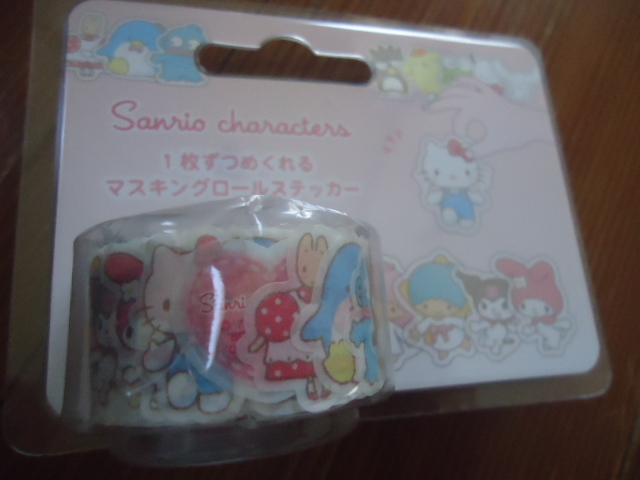 Sanrio characters
1枚ずつめくれる
マスキングロールステッカー
Sanri